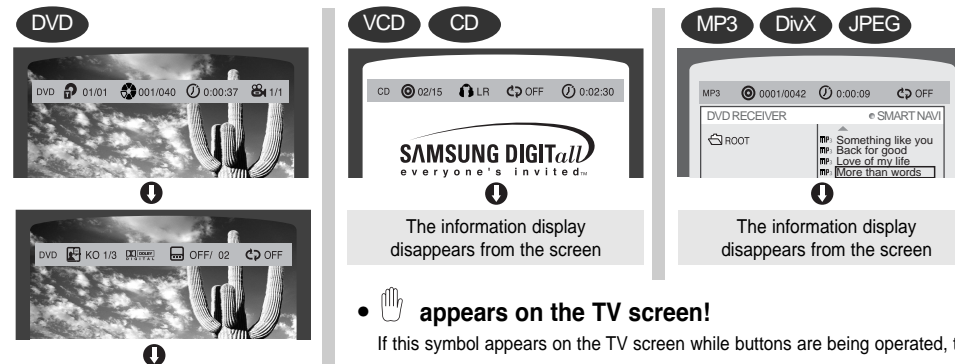 DVD
DVD 01/01 001/040 0:00:37 1/1
DVD KO 1/3 DOLBY DIGITAL OFF/ 02 OFF
VCD CD
CD 02/15 LR OFF 0:02:30
SAMSUNG DIGITall
everyone's invited™
The information display
disappears from the screen
MP3 DivX JPEG
MP3 0001/0042 0:00:09 OFF
DVD RECEIVER SMART NAVI
ROOT
Something like you
Back for good
Love of my life
More than words
The information display
disappears from the screen
• appears on the TV screen!
If this symbol appears on the TV screen while buttons are being operated, t